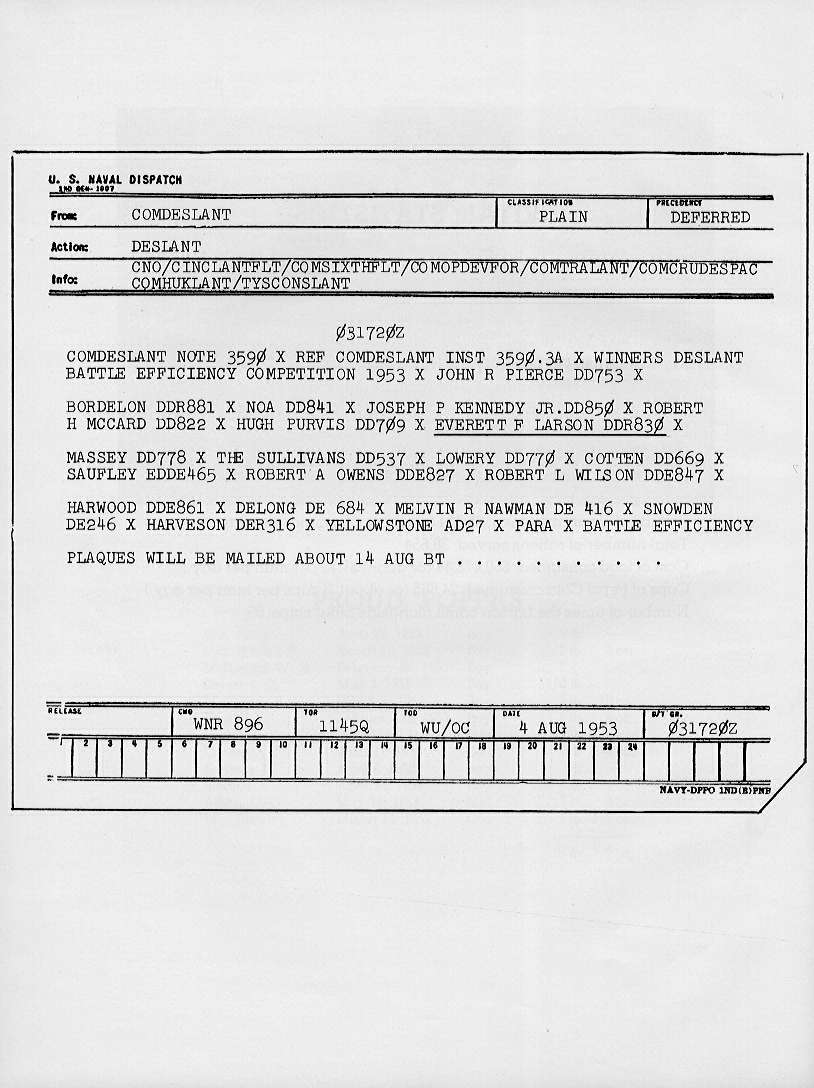 U. S. NAVAL DISPATCH
1ND GEN- 1007
From: COMDESLANT CLASSIFICATION PLAIN PRECEDENCE DEFERRED
Action: DESLANT
Info: CNO/CINCLANTFLT/COMSIXTHFLT/COMOPDEVFOR/COMTRALANT/COMCRUDESPAC
COMHUKLANT/TYSCONSLANT
Ø3172ØZ
COMDESLANT NOTE 359Ø X REF COMDESLANT INST 359Ø.3A X WINNERS DESLANT
BATTLE EFFICIENCY COMPETITION 1953 X JOHN R PIERCE DD753 X
BORDELON DDR881 X NOA DD841 X JOSEPH P KENNEDY JR.DD85Ø X ROBERT
H MCCARD DD822 X HUGH PURVIS DD7Ø9 X EVERETT F LARSON DDR83Ø X
MASSEY DD778 X THE SULLIVANS DD537 X LOWERY DD77Ø X COTTEN DD669 X
SAUFLEY EDDE465 X ROBERT A OWENS DDE827 X ROBERT L WILSON DDE847 X
HARWOOD DDE861 X DELONG DE 684 X MELVIN R NAWMAN DE 416 X SNOWDEN
DE246 X HARVESON DER316 X YELLOWSTONE AD27 X PARA X BATTLE EFFICIENCY
PLAQUES WILL BE MAILED ABOUT 14 AUG BT . . . . . . . . . .
RELEASE CWO WNR 896 TOR 1145Q TOD WU/OC DATE 4 AUG 1953 D/T GR. Ø3172ØZ
1 2 3 4 5 6 7 8 9 10 11 12 13 14 15 16 17 18 19 20 21 22 23 24
NAVY-DPPO 1ND(B)PNB